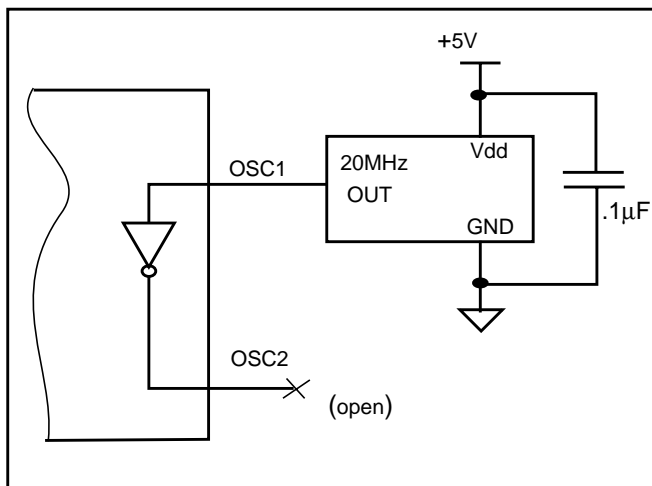 +5V
OSC1
20MHz
OUT
Vdd
GND
.1µF
OSC2
(open)